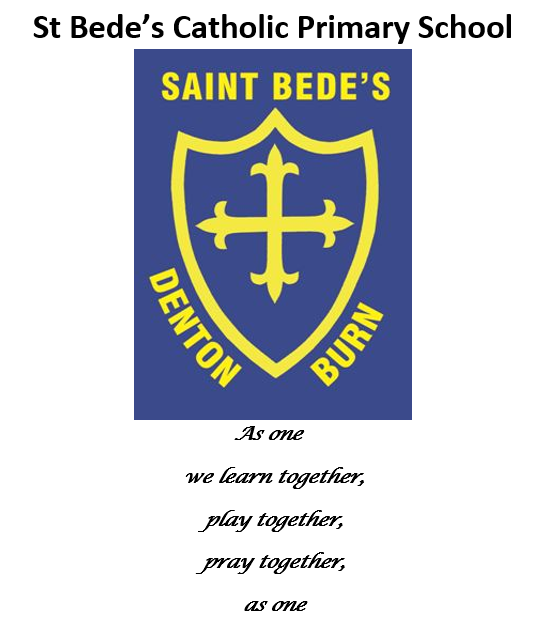 St Bede’s Catholic Primary School
SAINT BEDE’S
DENTON
BURN
As one
we learn together,
play together,
pray together,
as one